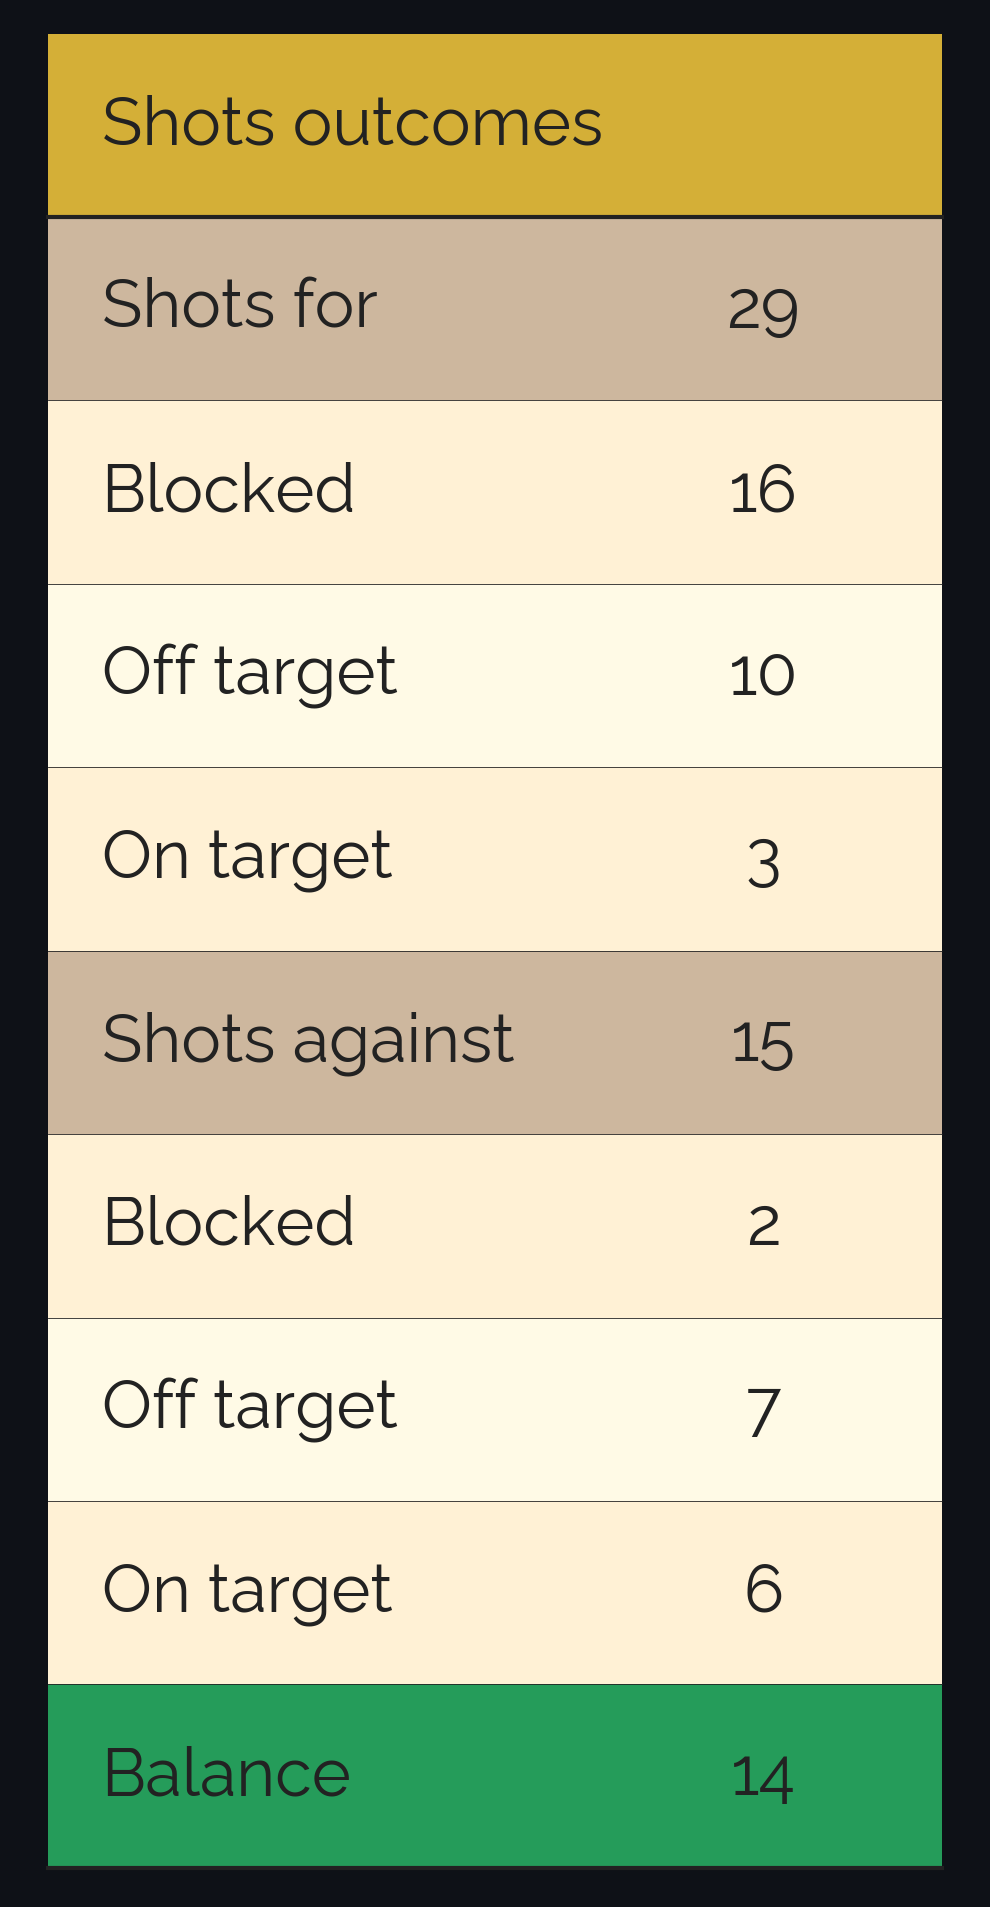 Shots outcomes
Shots for 29
Blocked 16
Off target 10
On target 3
Shots against 15
Blocked 2
Off target 7
On target 6
Balance 14